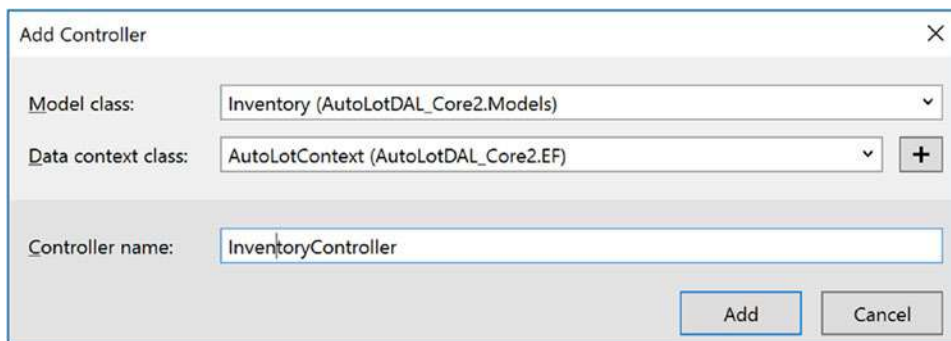 Add Controller
Model class: Inventory (AutoLotDAL_Core2.Models)
Data context class: AutoLotContext (AutoLotDAL_Core2.EF) +
Controller name: InventoryController
Add Cancel